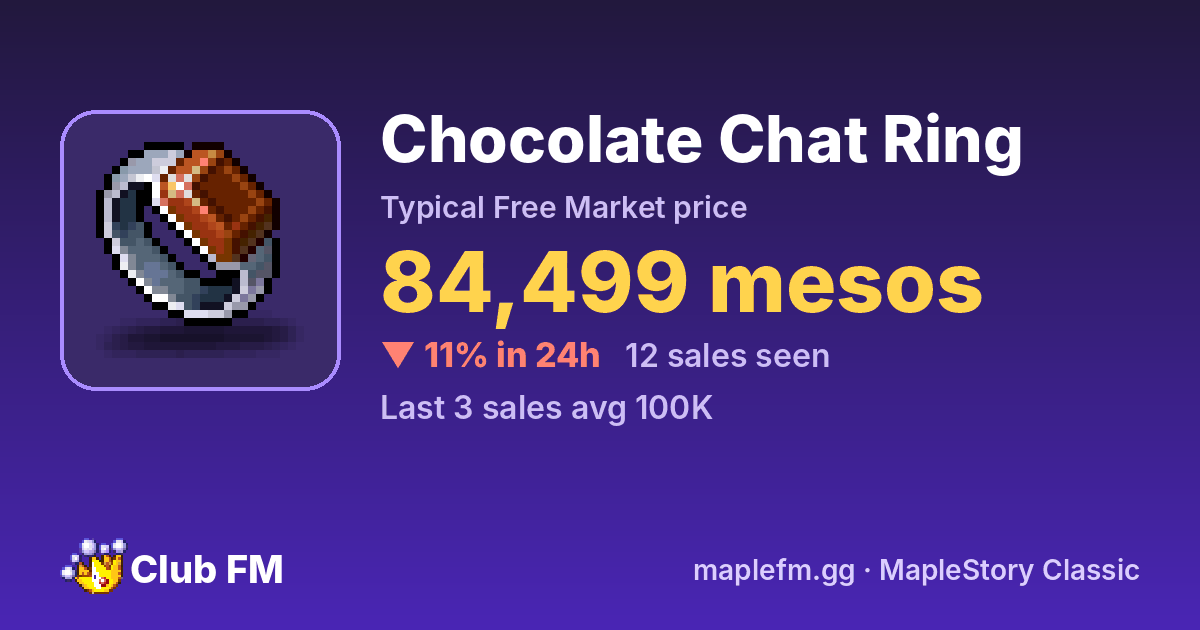 Chocolate Chat Ring
Typical Free Market price
84,499 mesos
▼ 11% in 24h 12 sales seen
Last 3 sales avg 100K
Club FM
maplefm.gg · MapleStory Classic